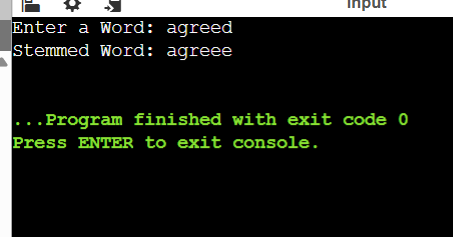 input
Enter a Word: agreed
Stemmed Word: agreee
...Program finished with exit code 0
Press ENTER to exit console.